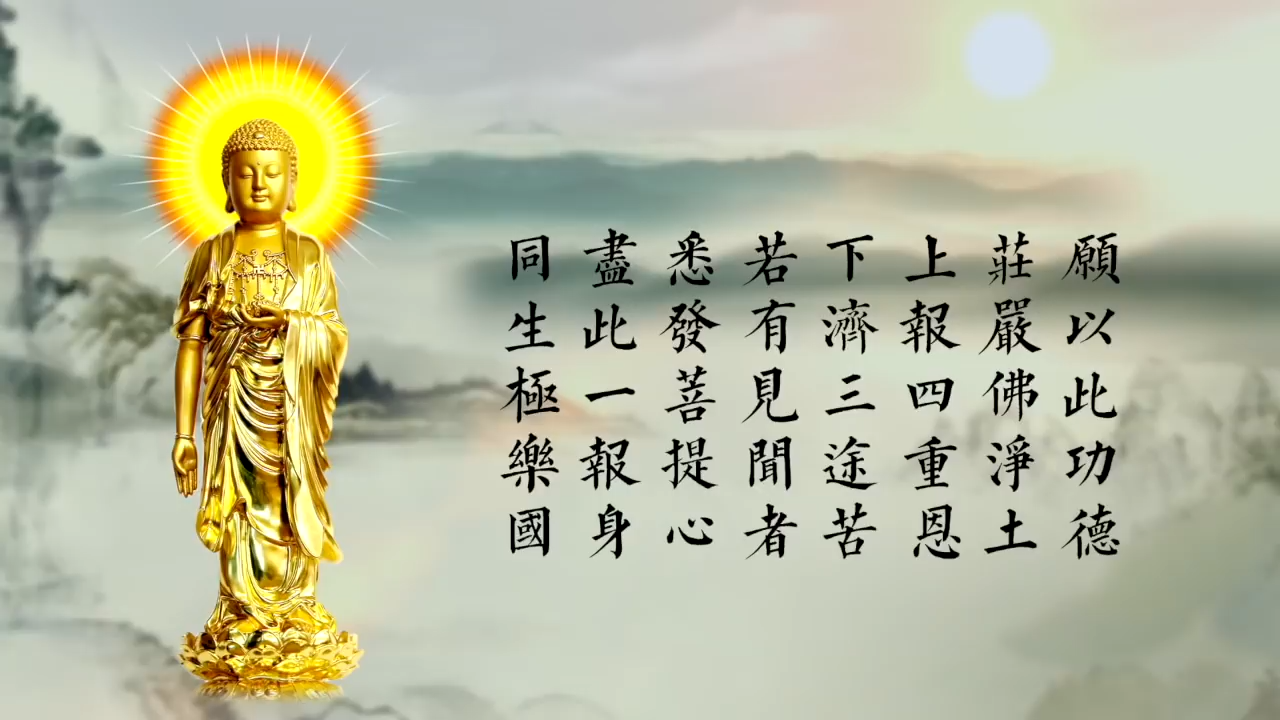 願以此功德
莊嚴佛淨土
上報四重恩
下濟三途苦
若有見聞者
悉發菩提心
盡此一報身
同生極樂國